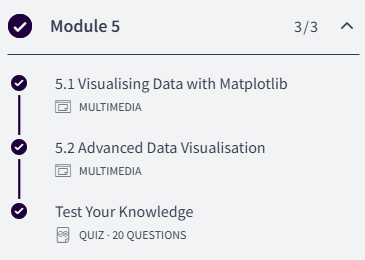 Module 5 3/3
5.1 Visualising Data with Matplotlib
MULTIMEDIA
5.2 Advanced Data Visualisation
MULTIMEDIA
Test Your Knowledge
QUIZ · 20 QUESTIONS